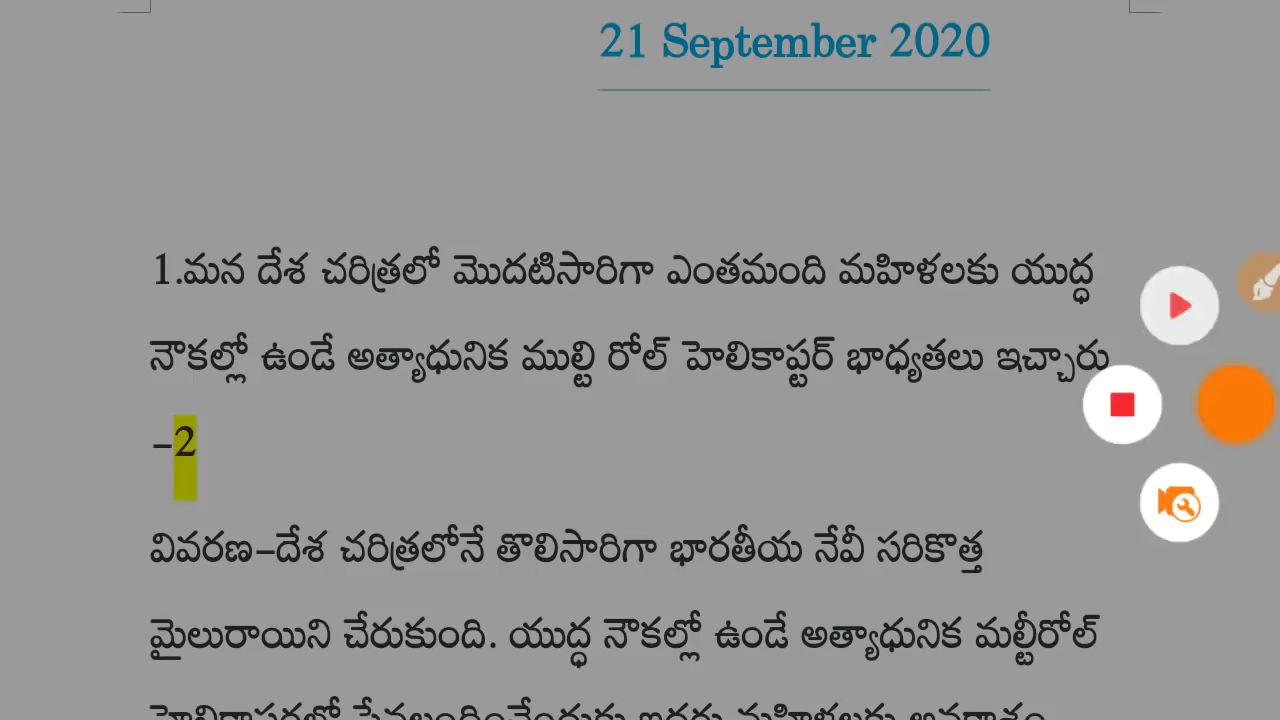 21 September 2020
1.మన దేశ చరిత్రలో మొదటిసారిగా ఎంతమంది మహిళలకు యుద్ధ
నౌకల్లో ఉండే అత్యాధునిక ముల్టి రోల్ హెలికాప్టర్ భాధ్యతలు ఇచ్చారు
–2
వివరణ–దేశ చరిత్రలోనే తొలిసారిగా భారతీయ నేవీ సరికొత్త
మైలురాయిని చేరుకుంది. యుద్ధ నౌకల్లో ఉండే అత్యాధునిక మల్టీరోల్